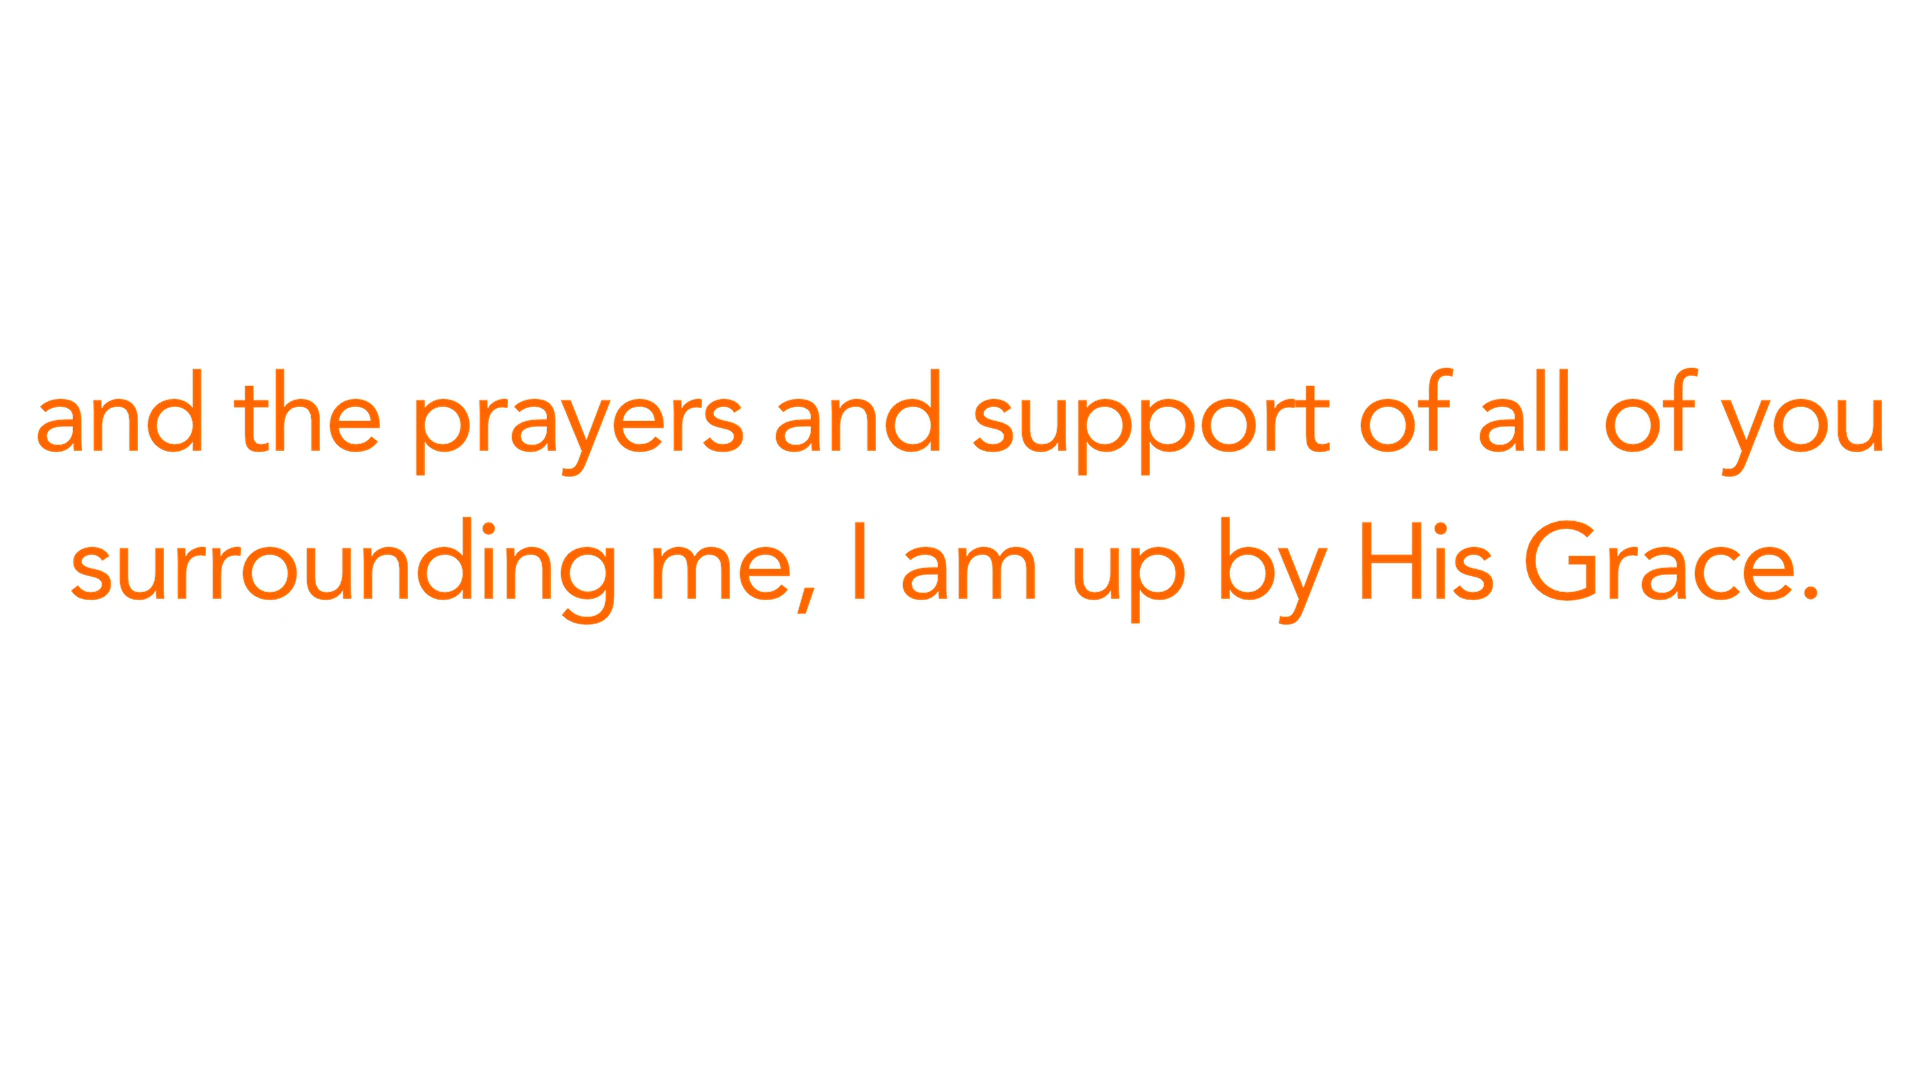 and the prayers and support of all of you
surrounding me, I am up by His Grace.